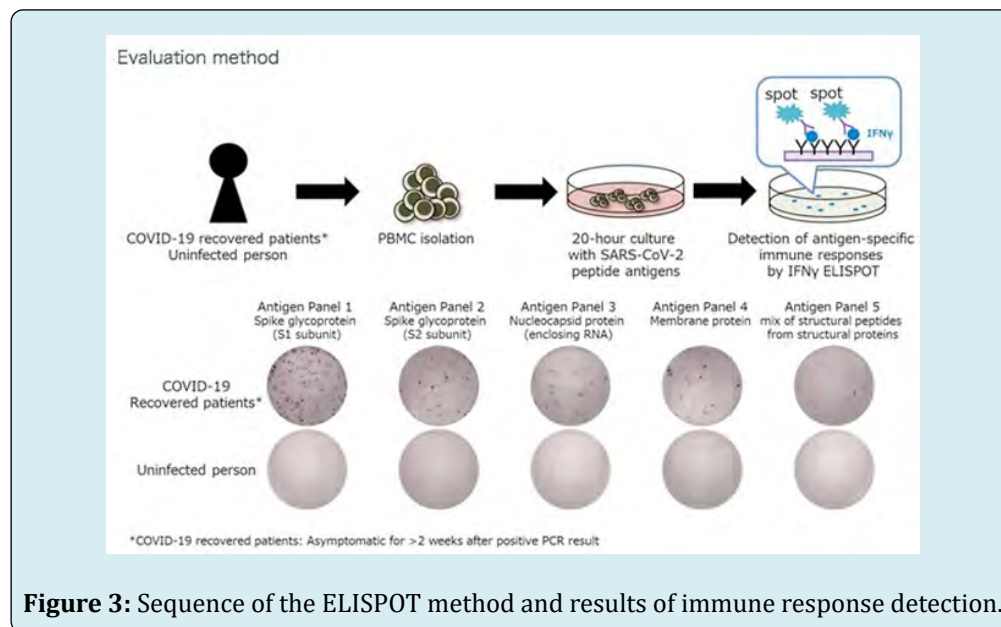 Evaluation method
spot spot
IFNγ
COVID-19 recovered patients*
Uninfected person
PBMC isolation
20-hour culture
with SARS-CoV-2
peptide antigens
Detection of antigen-specific
immune responses
by IFNγ ELISPOT
Antigen Panel 1
Spike glycoprotein
(S1 subunit)
Antigen Panel 2
Spike glycoprotein
(S2 subunit)
Antigen Panel 3
Nucleocapsid protein
(enclosing RNA)
Antigen Panel 4
Membrane protein
Antigen Panel 5
mix of structural peptides
from structural proteins
COVID-19
Recovered patients*
Uninfected person
*COVID-19 recovered patients: Asymptomatic for >2 weeks after positive PCR result
Figure 3: Sequence of the ELISPOT method and results of immune response detection.